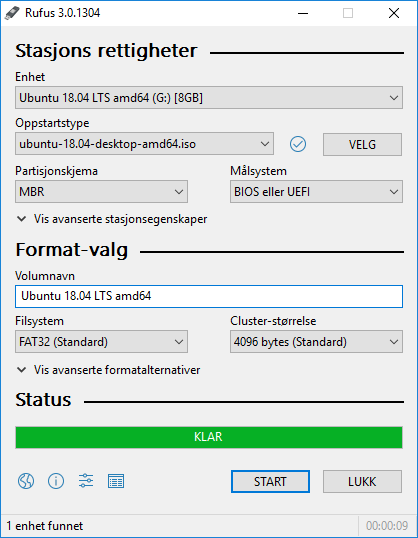 Rufus 3.0.1304
Stasjons rettigheter
Enhet
Ubuntu 18.04 LTS amd64 (G:) [8GB]
Oppstartstype
ubuntu-18.04-desktop-amd64.iso
VELG
Partisjonskjema
Målsystem
MBR
BIOS eller UEFI
Vis avanserte stasjonsegenskaper
Format-valg
Volumnavn
Ubuntu 18.04 LTS amd64
Filsystem
Cluster-størrelse
FAT32 (Standard)
4096 bytes (Standard)
Vis avanserte formatalternativer
Status
KLAR
START
LUKK
1 enhet funnet
00:00:09